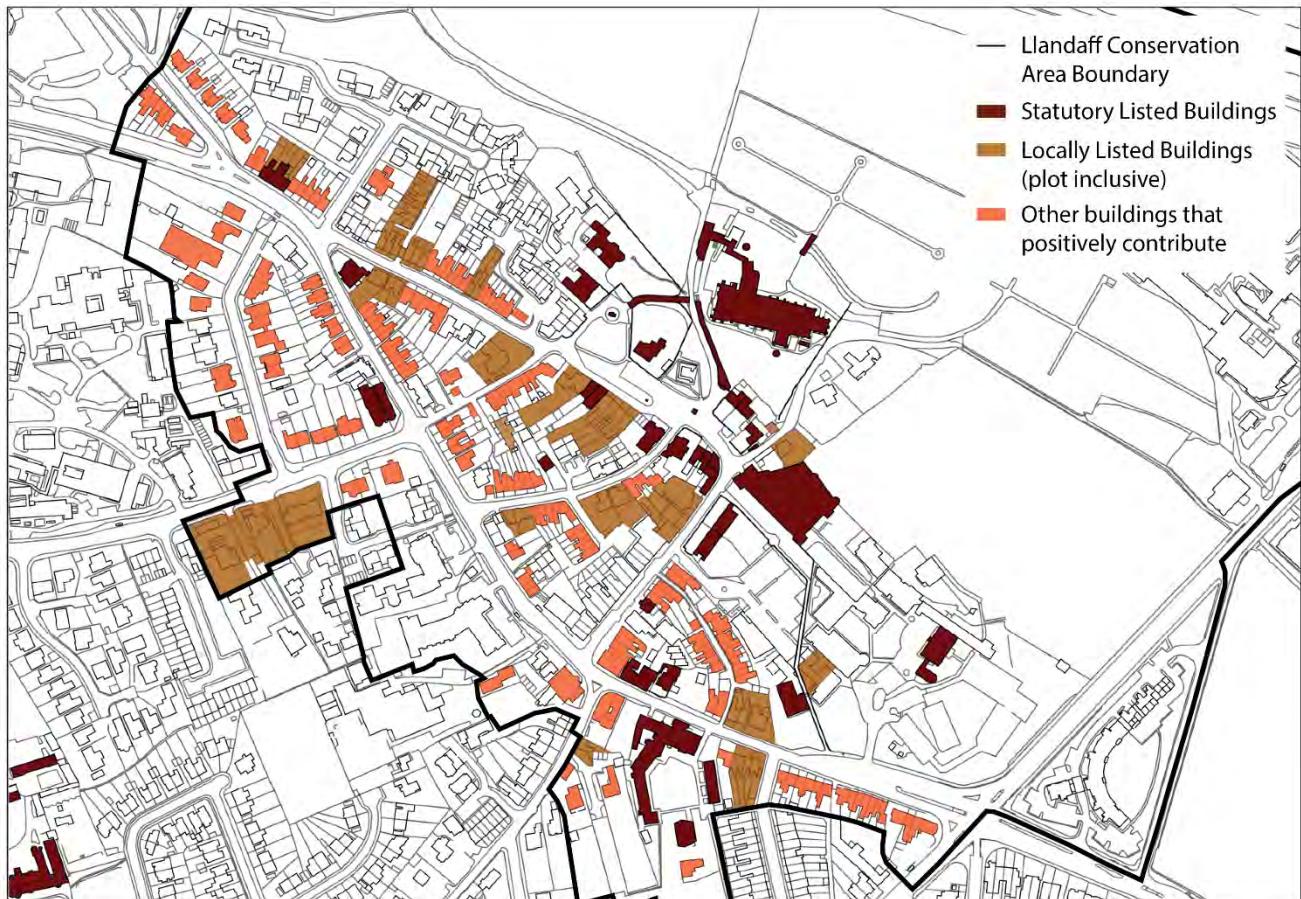 Llandaff Conservation
Area Boundary
Statutory Listed Buildings
Locally Listed Buildings
(plot inclusive)
Other buildings that
positively contribute